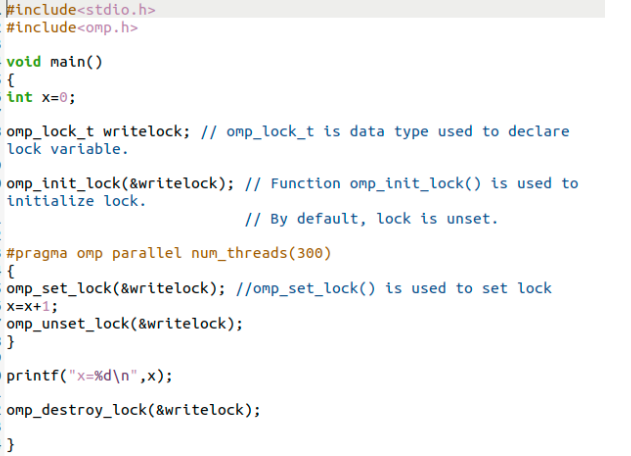 #include<stdio.h>
#include<omp.h>
void main()
{
int x=0;
omp_lock_t writelock; // omp_lock_t is data type used to declare
lock variable.
omp_init_lock(&writelock); // Function omp_init_lock() is used to
initialize lock.
// By default, lock is unset.
#pragma omp parallel num_threads(300)
{
omp_set_lock(&writelock); //omp_set_lock() is used to set lock
x=x+1;
omp_unset_lock(&writelock);
}
printf("x=%d\n",x);
omp_destroy_lock(&writelock);
}